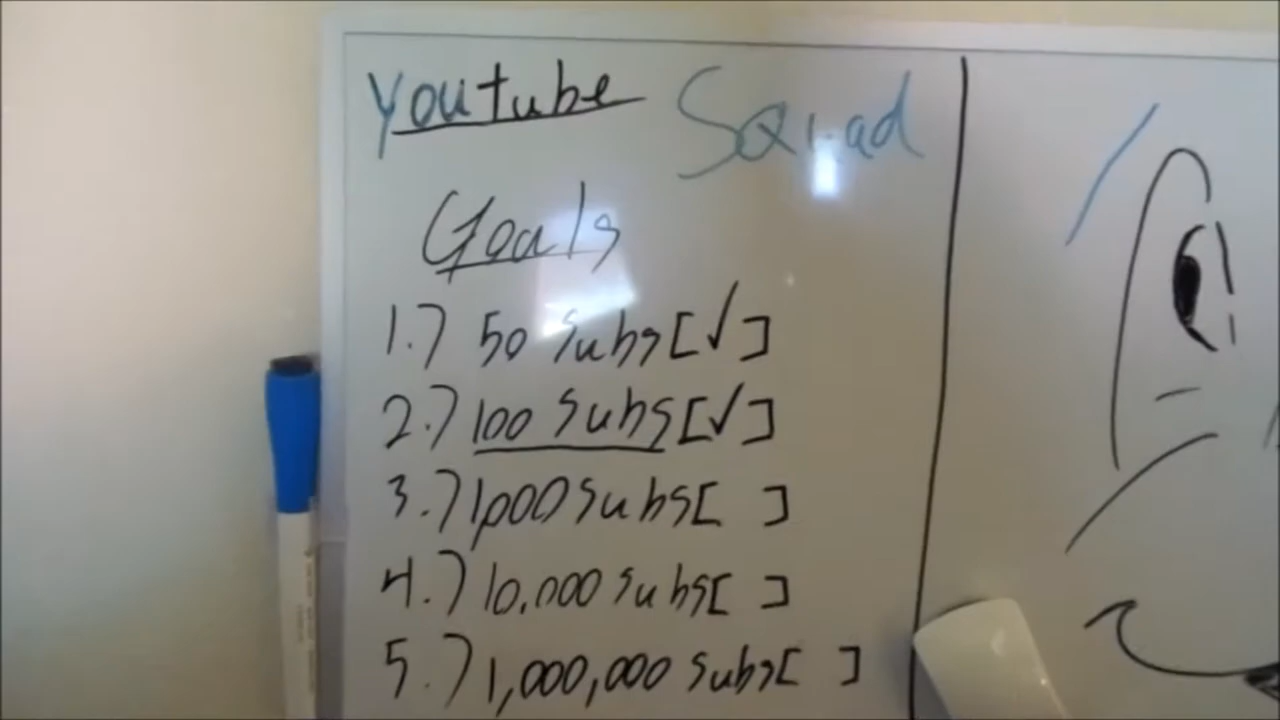 Youtube Squad
Goals
1.) 50 subs [✓]
2.) 100 subs [✓]
3.) 1,000 subs [ ]
4.) 10,000 subs [ ]
5.) 1,000,000 subs [ ]